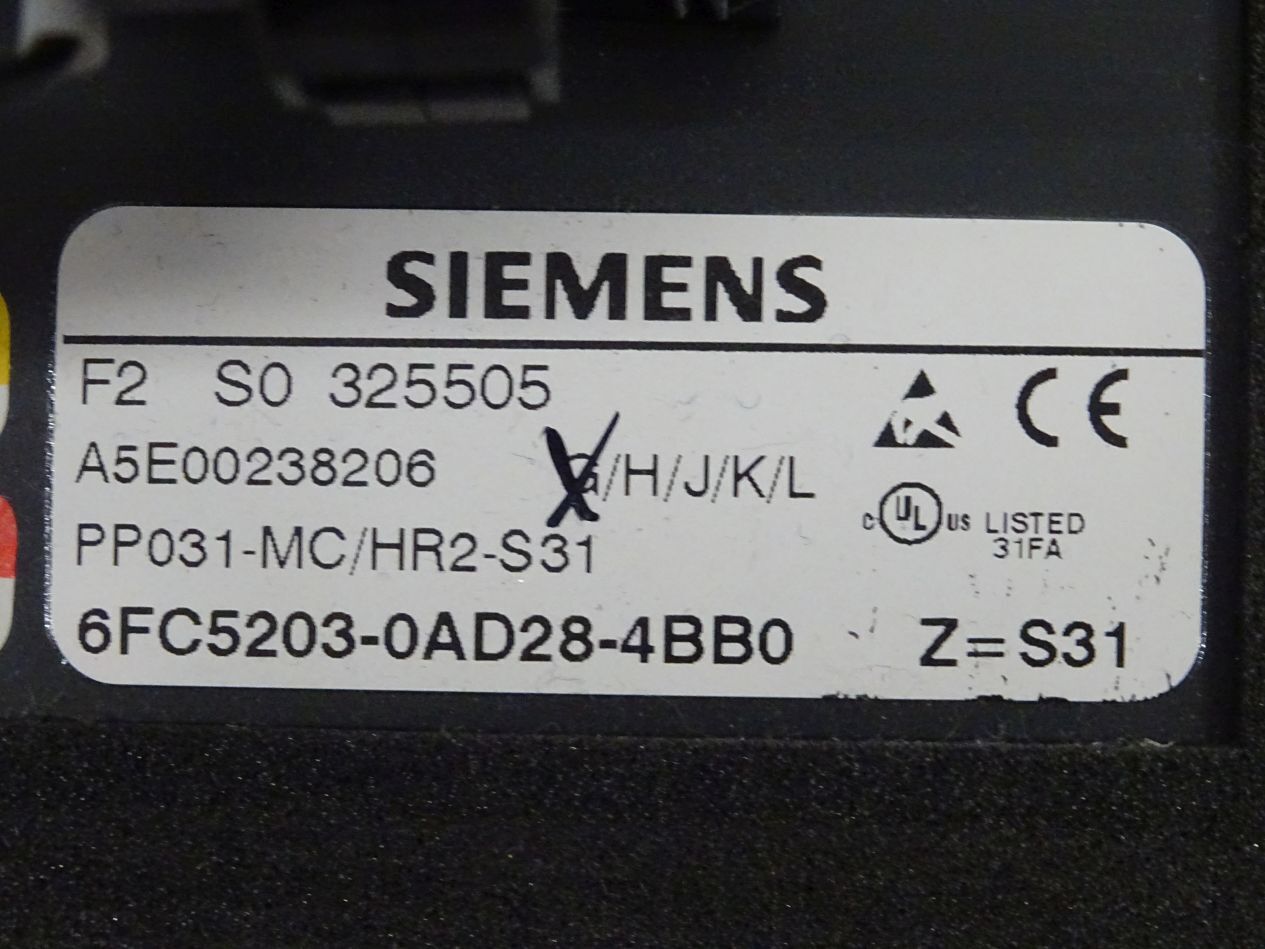 SIEMENS
F2 S0 325505
A5E00238206 G/H/J/K/L
PP031-MC/HR2-S31
6FC5203-0AD28-4BB0 Z=S31
CE
c UL US LISTED
31FA